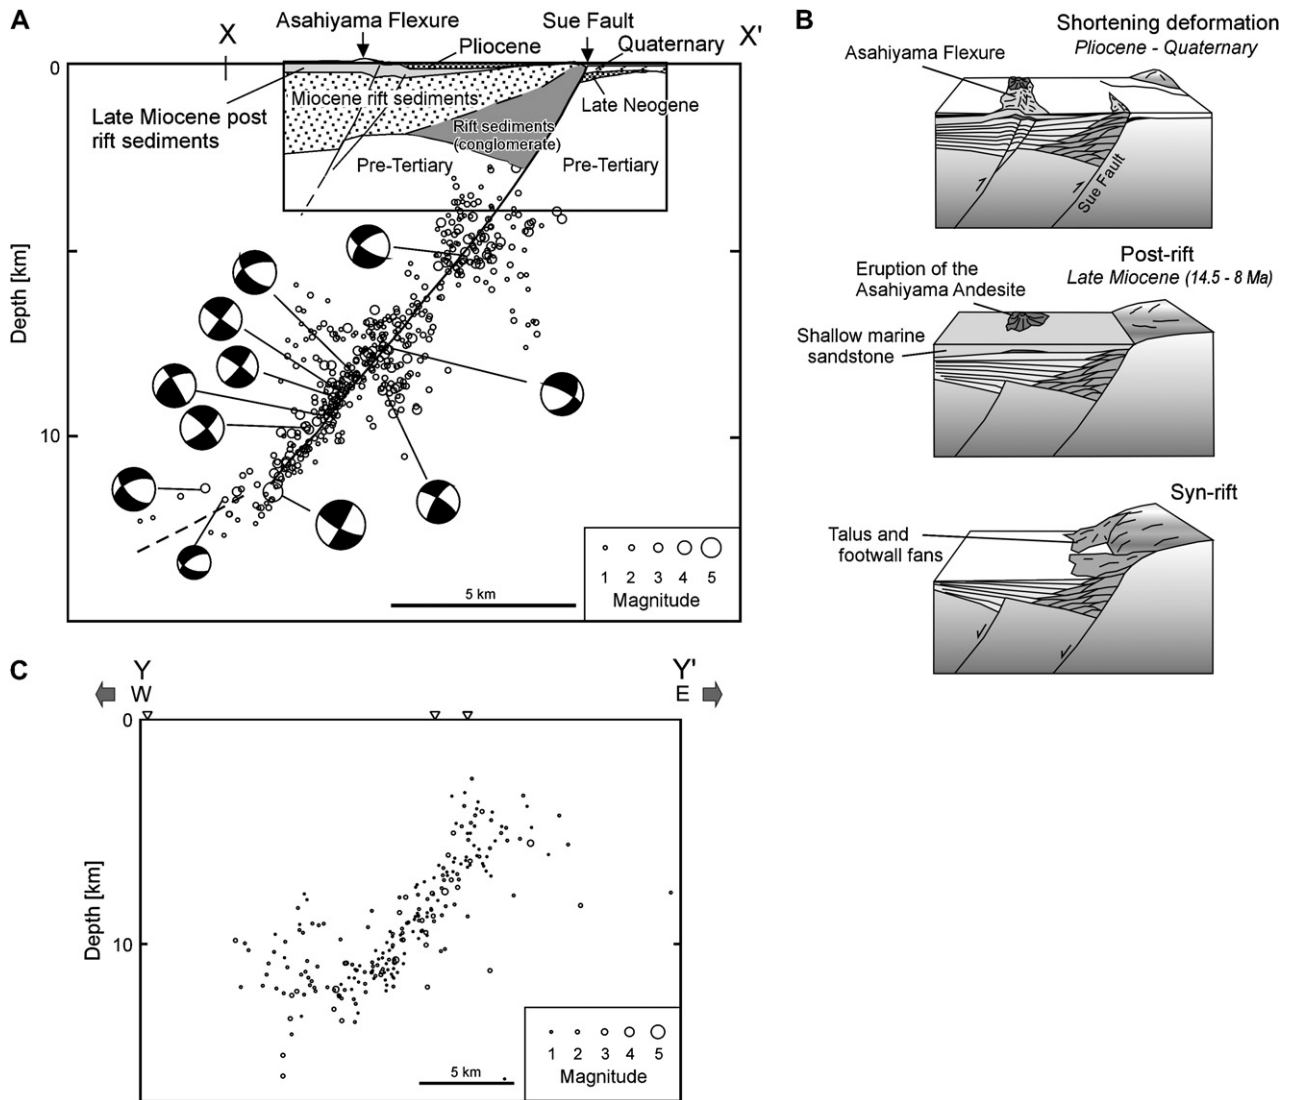 A
X
Asahiyama Flexure
Sue Fault
X'
Pliocene
Quaternary
0
Late Miocene post
rift sediments
Miocene rift sediments
Late Neogene
Rift sediments
(conglomerate)
Pre-Tertiary
Pre-Tertiary
Depth [km]
10
5 km
1 2 3 4 5
Magnitude
B
Shortening deformation
Pliocene - Quaternary
Asahiyama Flexure
Sue Fault
Post-rift
Late Miocene (14.5 - 8 Ma)
Eruption of the
Asahiyama Andesite
Shallow marine
sandstone
Syn-rift
Talus and
footwall fans
C
Y
W
Y'
E
0
Depth [km]
10
5 km
1 2 3 4 5
Magnitude